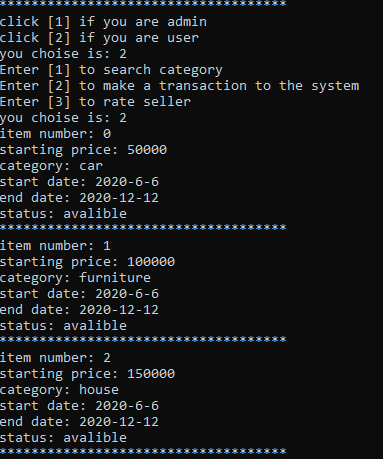 ************************************
click [1] if you are admin
click [2] if you are user
you choise is: 2
Enter [1] to search category
Enter [2] to make a transaction to the system
Enter [3] to rate seller
you choise is: 2
item number: 0
starting price: 50000
category: car
start date: 2020-6-6
end date: 2020-12-12
status: avalible
************************************
item number: 1
starting price: 100000
category: furniture
start date: 2020-6-6
end date: 2020-12-12
status: avalible
************************************
item number: 2
starting price: 150000
category: house
start date: 2020-6-6
end date: 2020-12-12
status: avalible
************************************